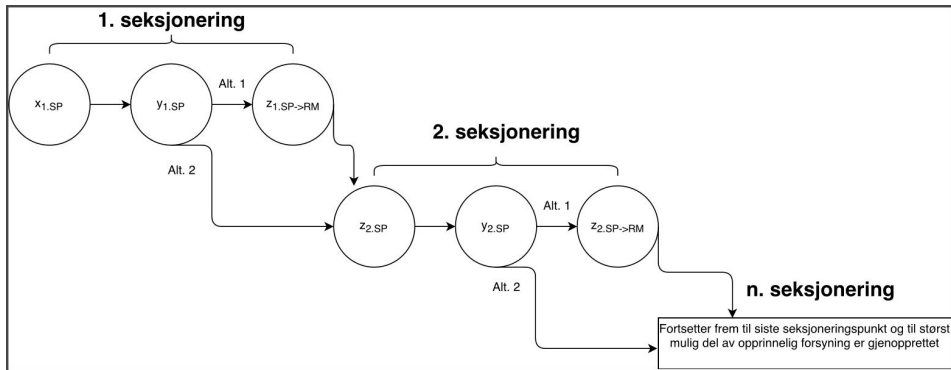 1. seksjonering
x1.SP
y1.SP
Alt. 1
z1.SP->RM
Alt. 2
2. seksjonering
z2.SP
y2.SP
Alt. 1
z2.SP->RM
Alt. 2
n. seksjonering
Fortsetter frem til siste seksjoneringspunkt og til størst
mulig del av opprinnelig forsyning er gjenopprettet